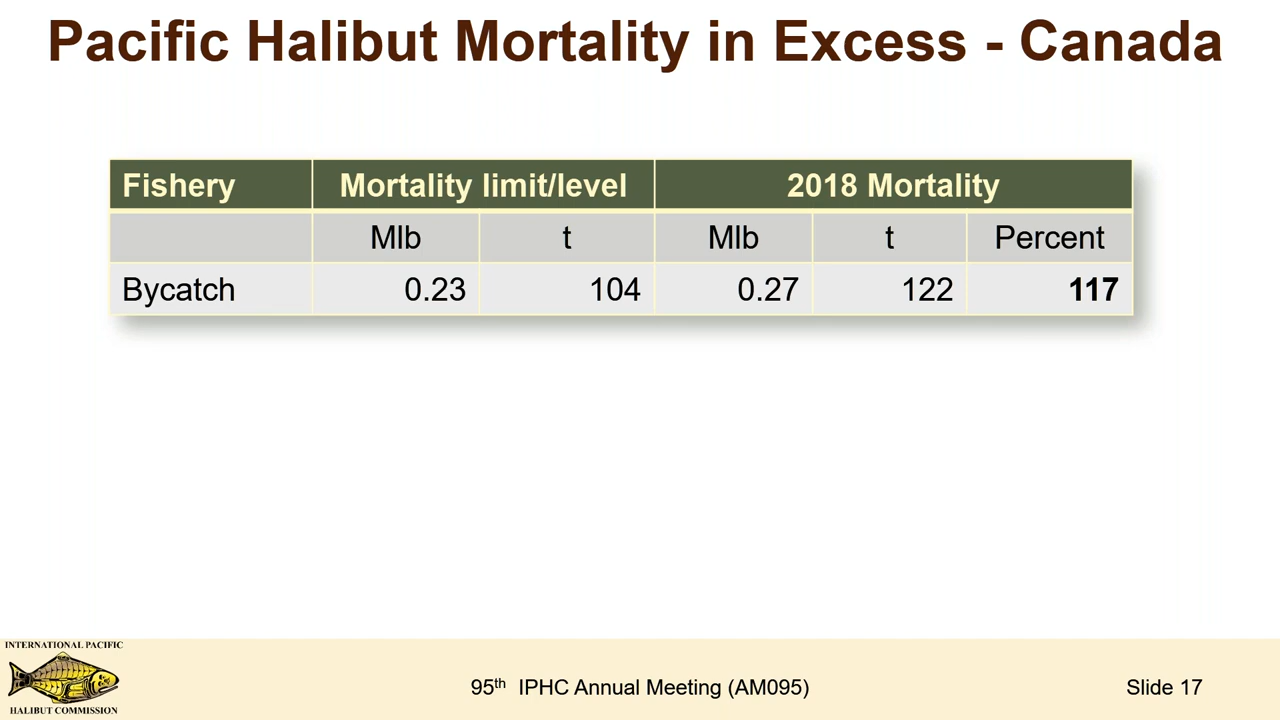 Pacific Halibut Mortality in Excess - Canada
Fishery Mortality limit/level 2018 Mortality
Mlb t Mlb t Percent
Bycatch 0.23 104 0.27 122 117
INTERNATIONAL PACIFIC
HALIBUT COMMISSION
95th IPHC Annual Meeting (AM095)
Slide 17